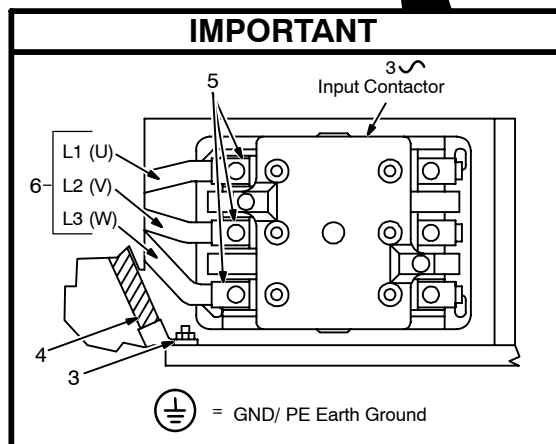 IMPORTANT
3
Input Contactor
5
L1 (U)
6
L2 (V)
L3 (W)
4
3
= GND/ PE Earth Ground